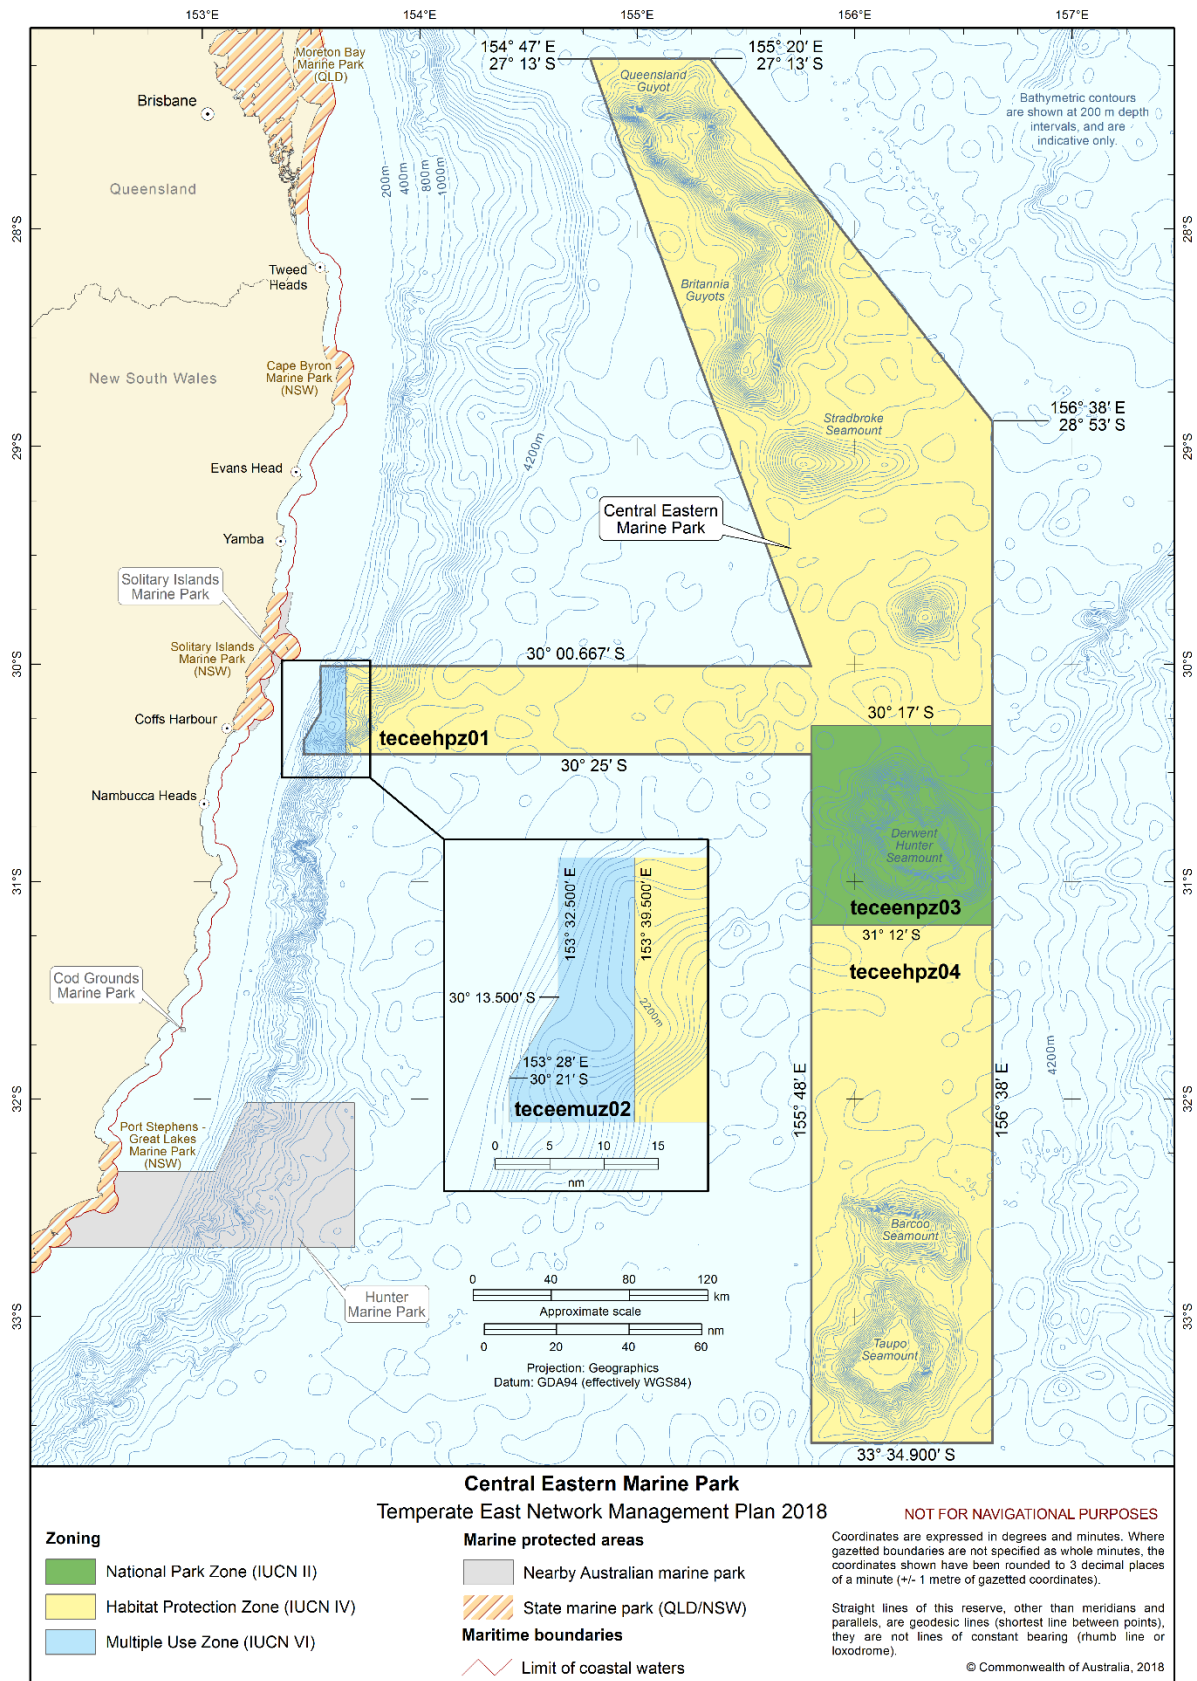 153°E
154°E
155°E
156°E
157°E
28°S
29°S
30°S
31°S
32°S
33°S
28°S
29°S
30°S
31°S
32°S
33°S
Moreton Bay
Marine Park
(QLD)
Brisbane
Queensland
Tweed
Heads
New South Wales
Cape Byron
Marine Park
(NSW)
Evans Head
Yamba
Solitary Islands
Marine Park
Solitary Islands
Marine Park
(NSW)
Coffs Harbour
Nambucca Heads
Cod Grounds
Marine Park
Port Stephens -
Great Lakes
Marine Park
(NSW)
Hunter
Marine Park
200m
400m
800m
1000m
4200m
154° 47′ E
27° 13′ S
155° 20′ E
27° 13′ S
Queensland
Guyot
Bathymetric contours
are shown at 200 m depth
intervals, and are
indicative only.
Britannia
Guyots
Stradbroke
Seamount
156° 38′ E
28° 53′ S
Central Eastern
Marine Park
30° 00.667′ S
teceehpz01
30° 25′ S
30° 17′ S
Derwent
Hunter
Seamount
teceenpz03
31° 12′ S
teceehpz04
155° 48′ E
156° 38′ E
4200m
Barcoo
Seamount
Taupo
Seamount
33° 34.900′ S
153° 32.500′ E
153° 39.500′ E
30° 13.500′ S
2200m
153° 28′ E
30° 21′ S
teceemuz02
0 5 10 15
nm
0 40 80 120
km
Approximate scale
nm
0 20 40 60
Projection: Geographics
Datum: GDA94 (effectively WGS84)
Central Eastern Marine Park
Temperate East Network Management Plan 2018
Zoning
National Park Zone (IUCN II)
Habitat Protection Zone (IUCN IV)
Multiple Use Zone (IUCN VI)
Marine protected areas
Nearby Australian marine park
State marine park (QLD/NSW)
Maritime boundaries
Limit of coastal waters
NOT FOR NAVIGATIONAL PURPOSES
Coordinates are expressed in degrees and minutes. Where
gazetted boundaries are not specified as whole minutes, the
coordinates shown have been rounded to 3 decimal places
of a minute (+/- 1 metre of gazetted coordinates).
Straight lines of this reserve, other than meridians and
parallels, are geodesic lines (shortest line between points),
they are not lines of constant bearing (rhumb line or
loxodrome).
© Commonwealth of Australia, 2018